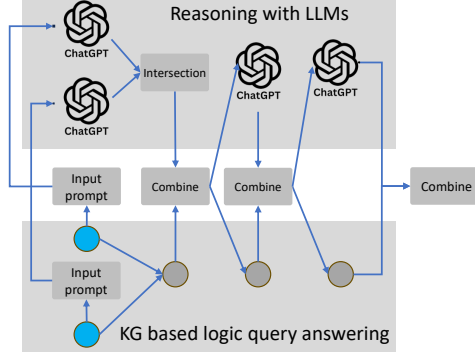 Reasoning with LLMs
ChatGPT
ChatGPT
Intersection
ChatGPT
ChatGPT
Input
prompt
Combine
Combine
Combine
Input
prompt
KG based logic query answering